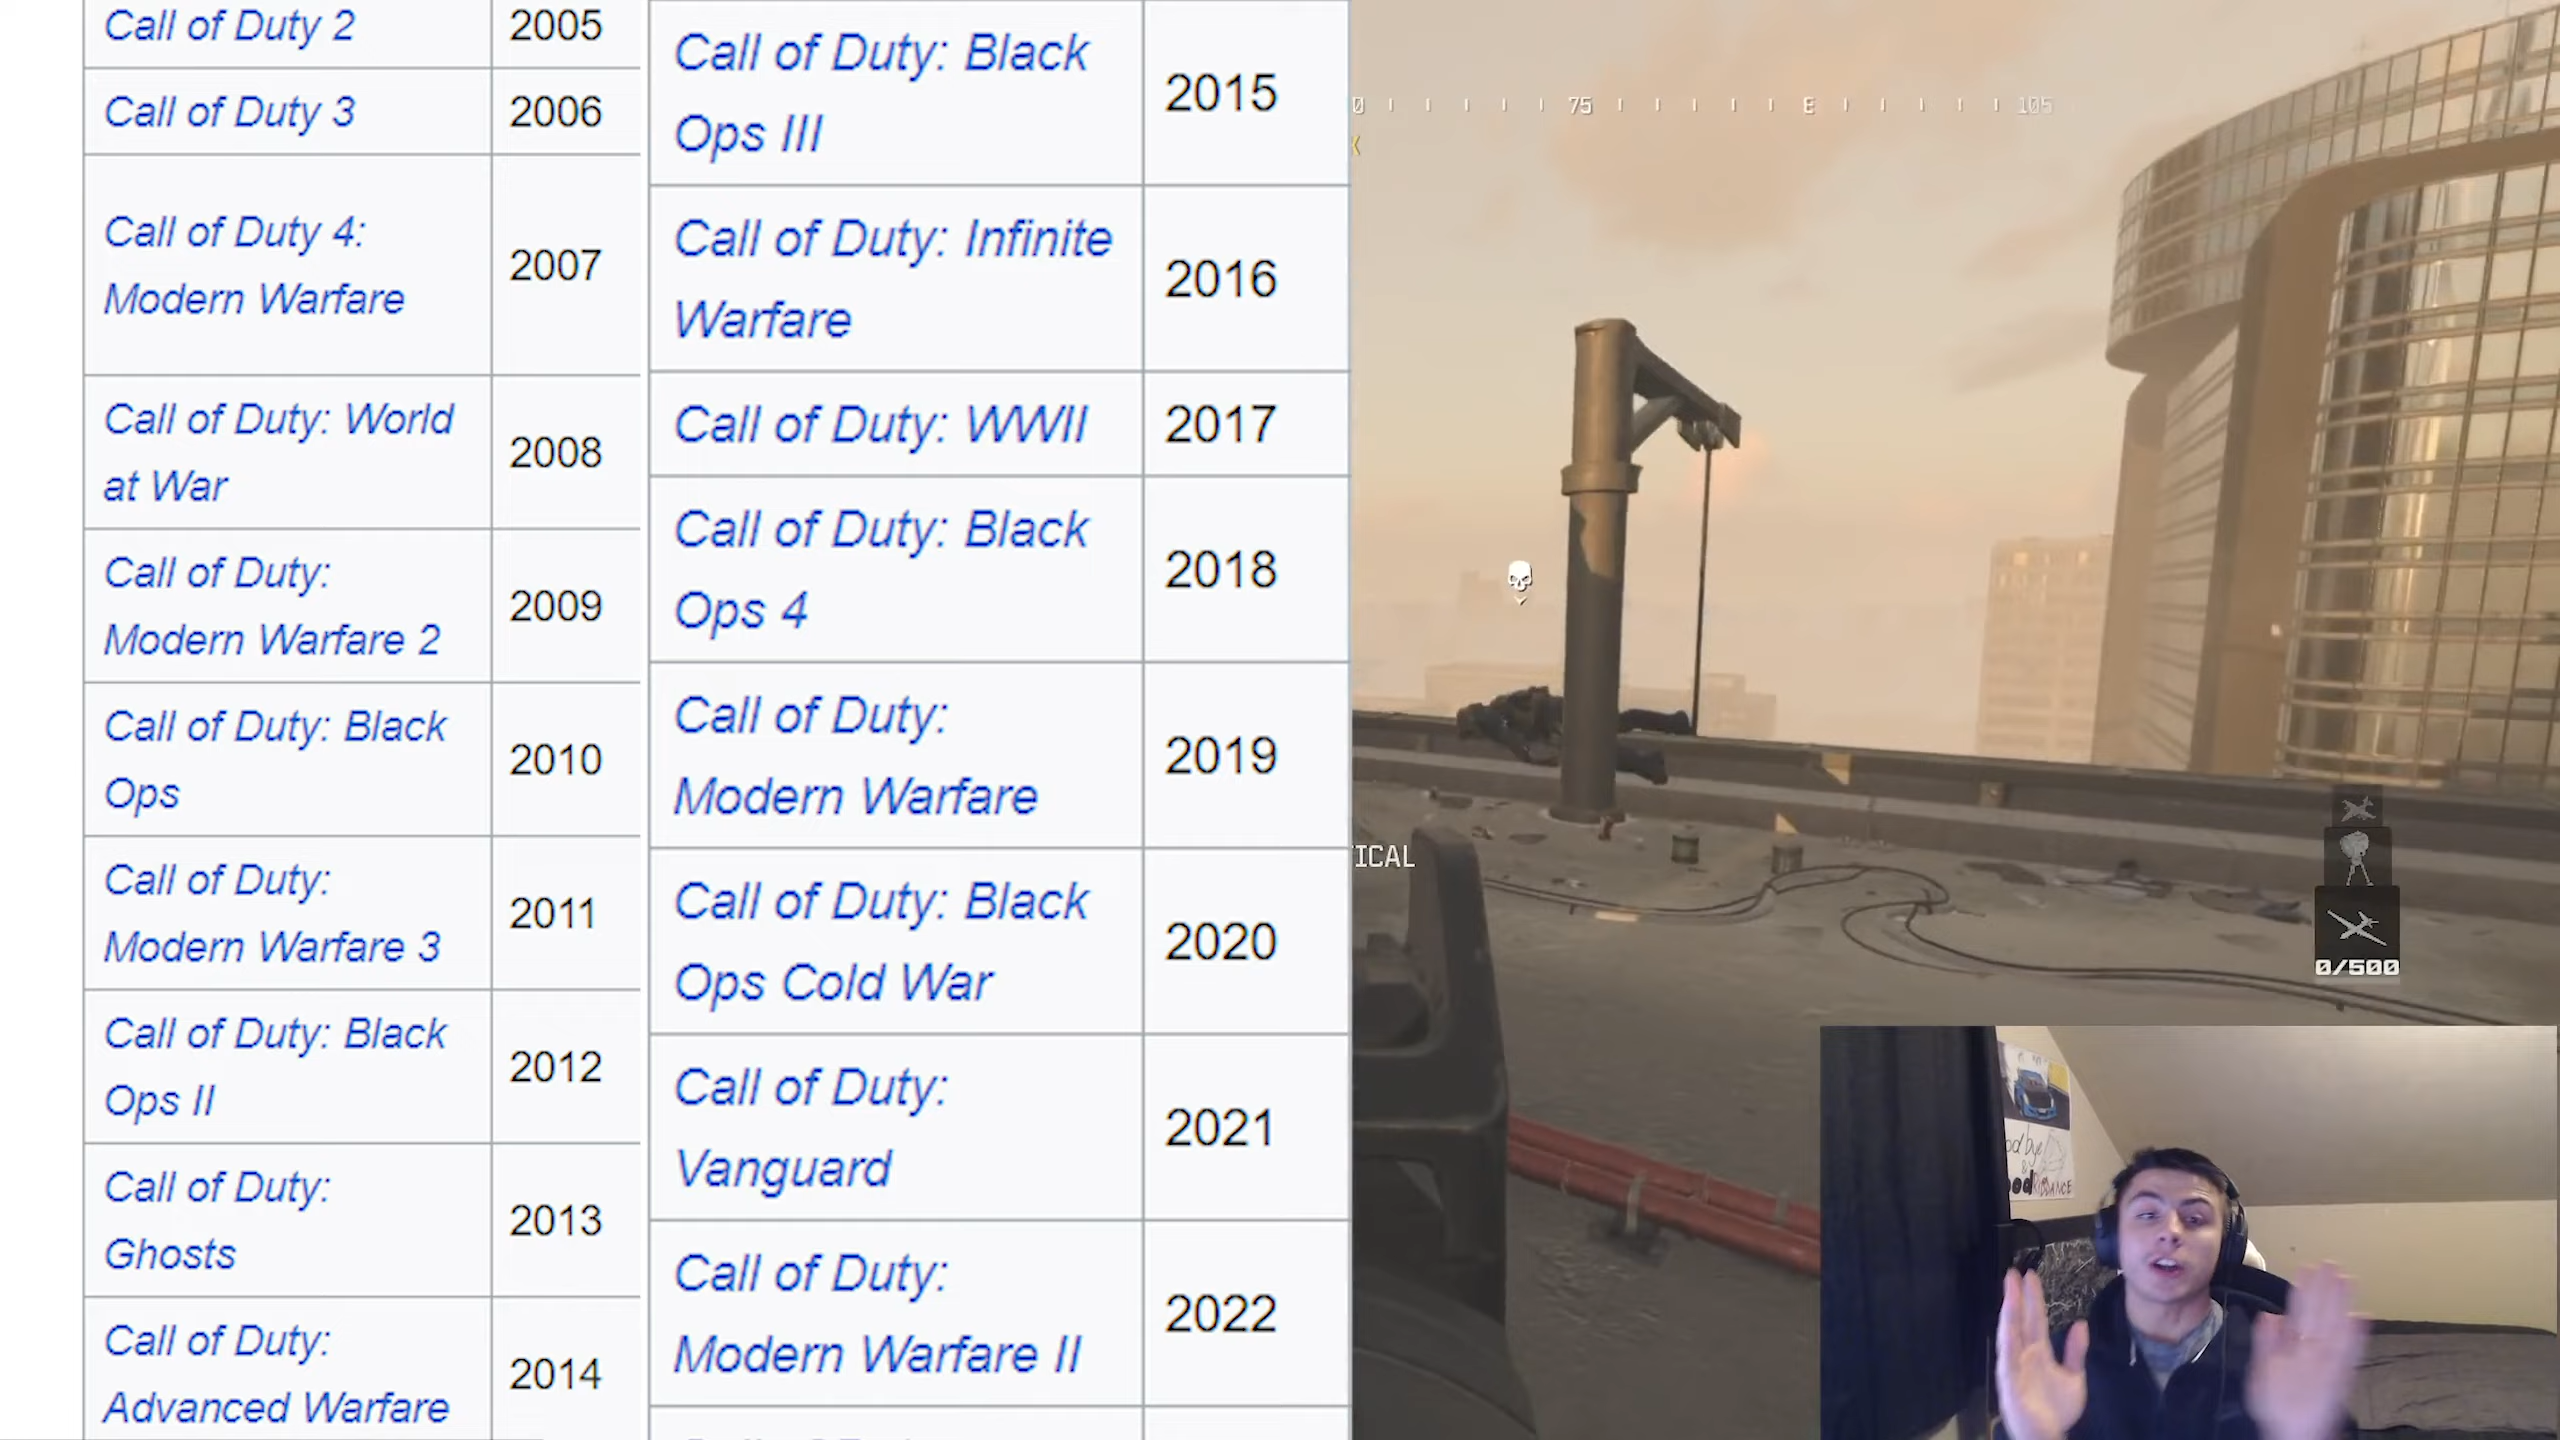 Call of Duty 2
2005
Call of Duty 3
2006
Call of Duty 4:
Modern Warfare
2007
Call of Duty: World
at War
2008
Call of Duty:
Modern Warfare 2
2009
Call of Duty: Black
Ops
2010
Call of Duty:
Modern Warfare 3
2011
Call of Duty: Black
Ops II
2012
Call of Duty:
Ghosts
2013
Call of Duty:
Advanced Warfare
2014
Call of Duty: Black
Ops III
2015
Call of Duty: Infinite
Warfare
2016
Call of Duty: WWII
2017
Call of Duty: Black
Ops 4
2018
Call of Duty:
Modern Warfare
2019
Call of Duty: Black
Ops Cold War
2020
Call of Duty:
Vanguard
2021
Call of Duty:
Modern Warfare II
2022
75 E 105
TICAL
0/500